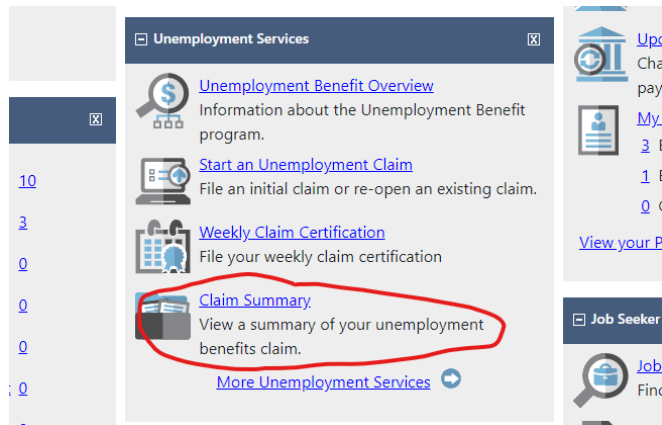 Unemployment Services
X
Unemployment Benefit Overview
Information about the Unemployment Benefit
program.
Start an Unemployment Claim
File an initial claim or re-open an existing claim.
Weekly Claim Certification
File your weekly claim certification
Claim Summary
View a summary of your unemployment
benefits claim.
More Unemployment Services
X
10
3
0
0
0
0
My
3
1
0
View your
Job Seeker
Job